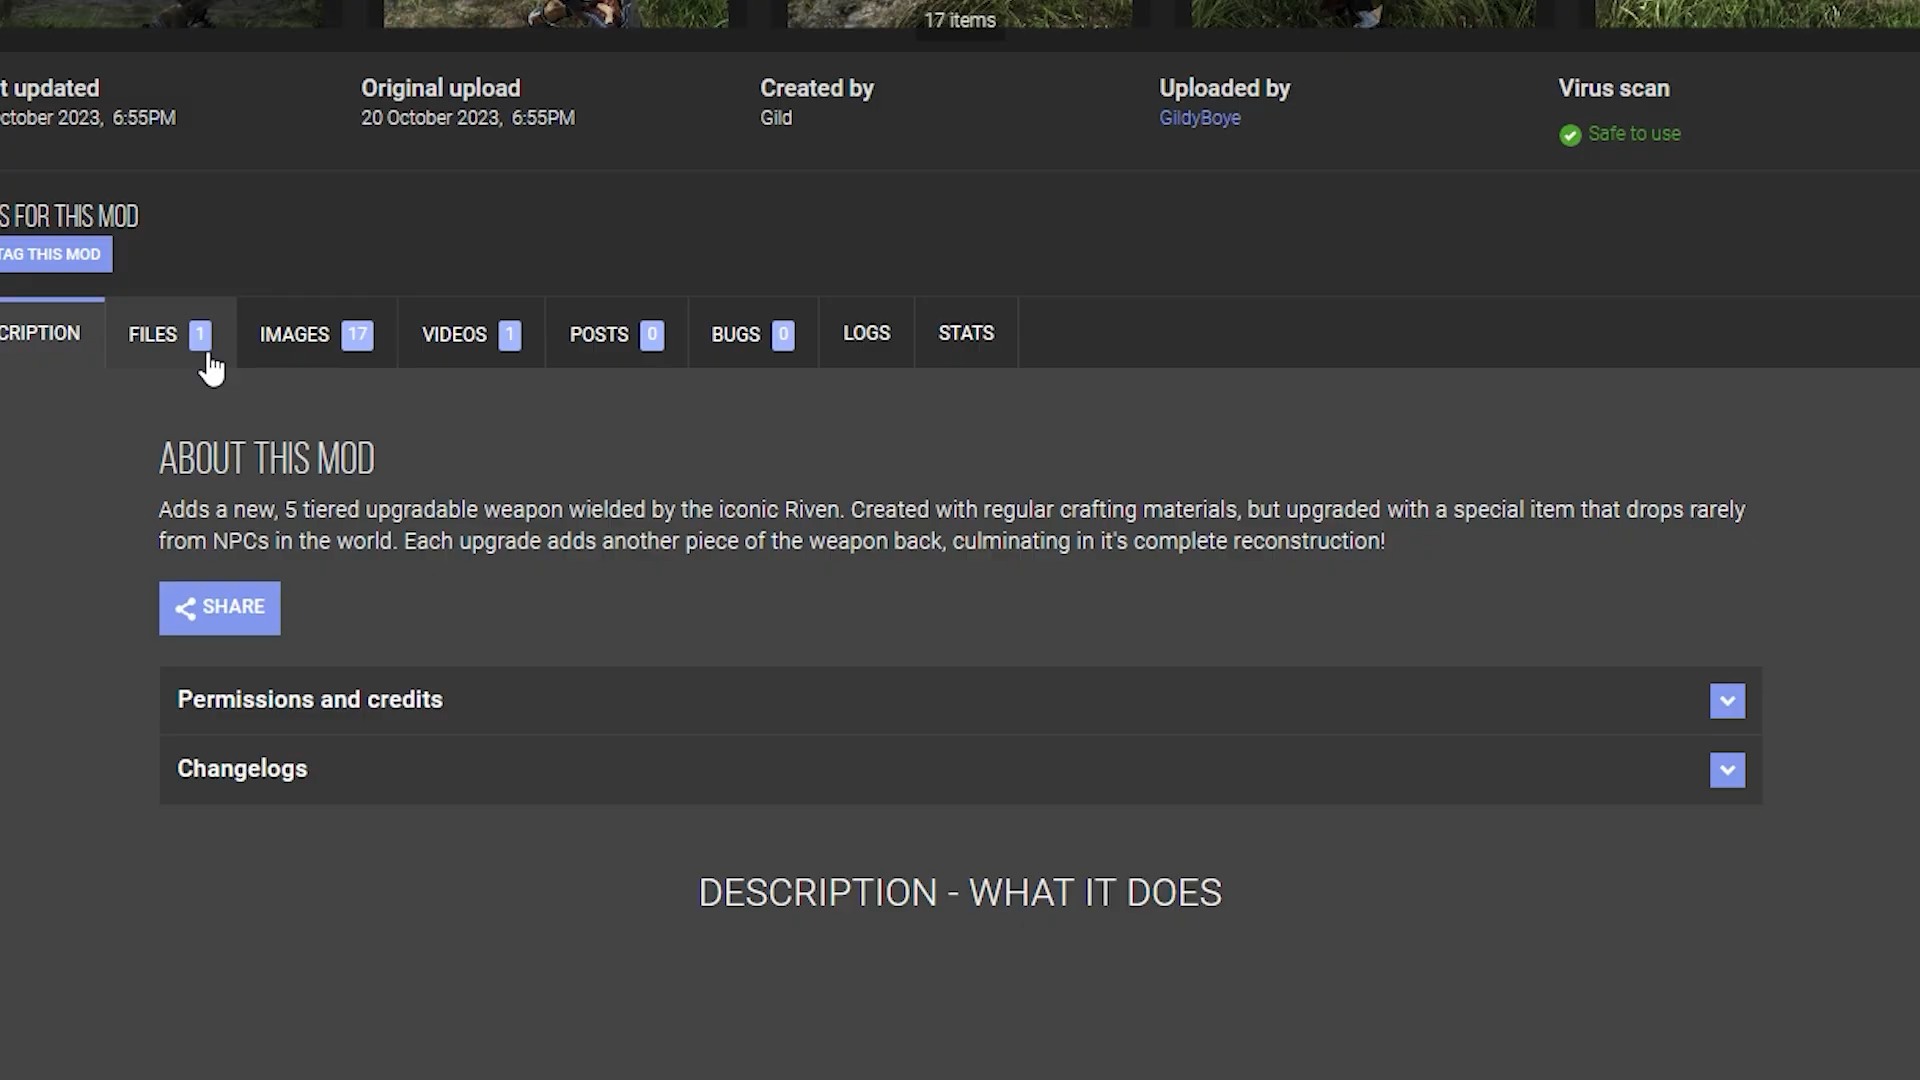 17 items
t updated
ctober 2023, 6:55PM
Original upload
20 October 2023, 6:55PM
Created by
Gild
Uploaded by
GildyBoye
Virus scan
Safe to use
S FOR THIS MOD
TAG THIS MOD
CRIPTION
FILES 1
IMAGES 17
VIDEOS 1
POSTS 0
BUGS 0
LOGS
STATS
ABOUT THIS MOD
Adds a new, 5 tiered upgradable weapon wielded by the iconic Riven. Created with regular crafting materials, but upgraded with a special item that drops rarely
from NPCs in the world. Each upgrade adds another piece of the weapon back, culminating in it's complete reconstruction!
SHARE
Permissions and credits
Changelogs
DESCRIPTION - WHAT IT DOES